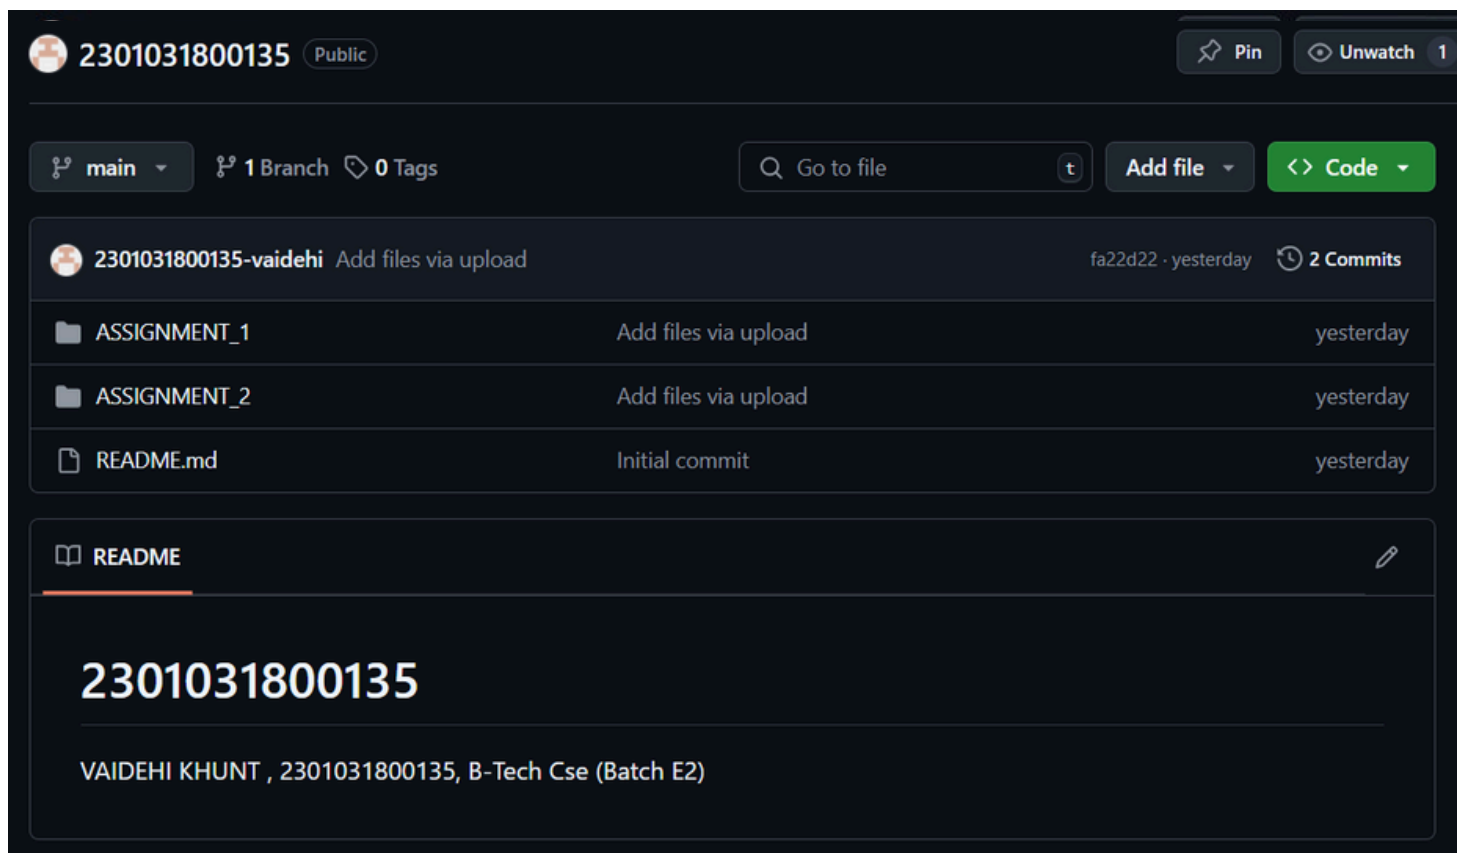 2301031800135 Public Pin Unwatch 1
main 1 Branch 0 Tags Go to file t Add file Code
2301031800135-vaidehi Add files via upload fa22d22 · yesterday 2 Commits
ASSIGNMENT_1 Add files via upload yesterday
ASSIGNMENT_2 Add files via upload yesterday
README.md Initial commit yesterday
README
2301031800135
VAIDEHI KHUNT , 2301031800135, B-Tech Cse (Batch E2)